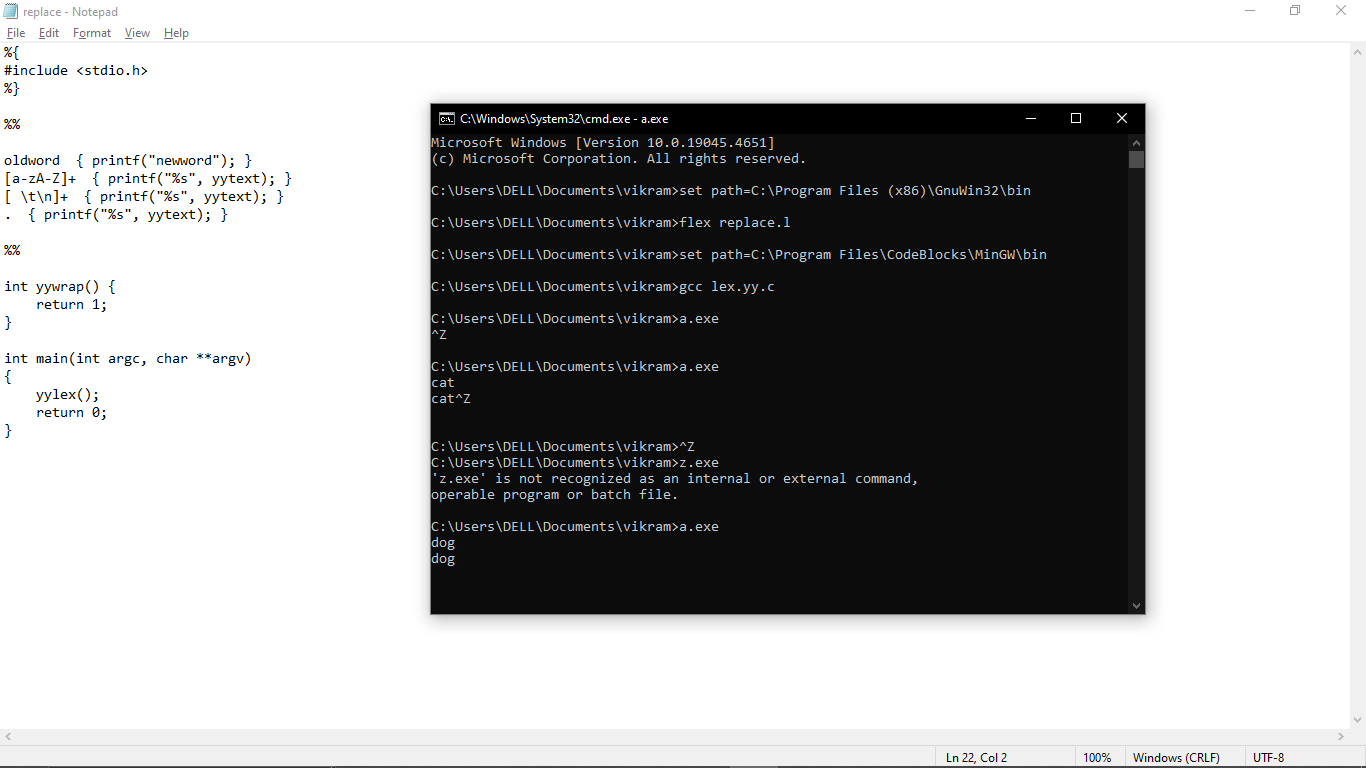 replace - Notepad
File Edit Format View Help
%{
#include <stdio.h>
%}
%%
oldword  { printf("newword"); }
[a-zA-Z]+  { printf("%s", yytext); }
[ \t\n]+  { printf("%s", yytext); }
.  { printf("%s", yytext); }
%%
int yywrap() {
    return 1;
}
int main(int argc, char **argv)
{
    yylex();
    return 0;
}
C:\Windows\System32\cmd.exe - a.exe
Microsoft Windows [Version 10.0.19045.4651]
(c) Microsoft Corporation. All rights reserved.
C:\Users\DELL\Documents\vikram>set path=C:\Program Files (x86)\GnuWin32\bin
C:\Users\DELL\Documents\vikram>flex replace.l
C:\Users\DELL\Documents\vikram>set path=C:\Program Files\CodeBlocks\MinGW\bin
C:\Users\DELL\Documents\vikram>gcc lex.yy.c
C:\Users\DELL\Documents\vikram>a.exe
^Z
C:\Users\DELL\Documents\vikram>a.exe
cat
cat^Z
C:\Users\DELL\Documents\vikram>^Z
C:\Users\DELL\Documents\vikram>z.exe
'z.exe' is not recognized as an internal or external command,
operable program or batch file.
C:\Users\DELL\Documents\vikram>a.exe
dog
dog
Ln 22, Col 2 100% Windows (CRLF) UTF-8